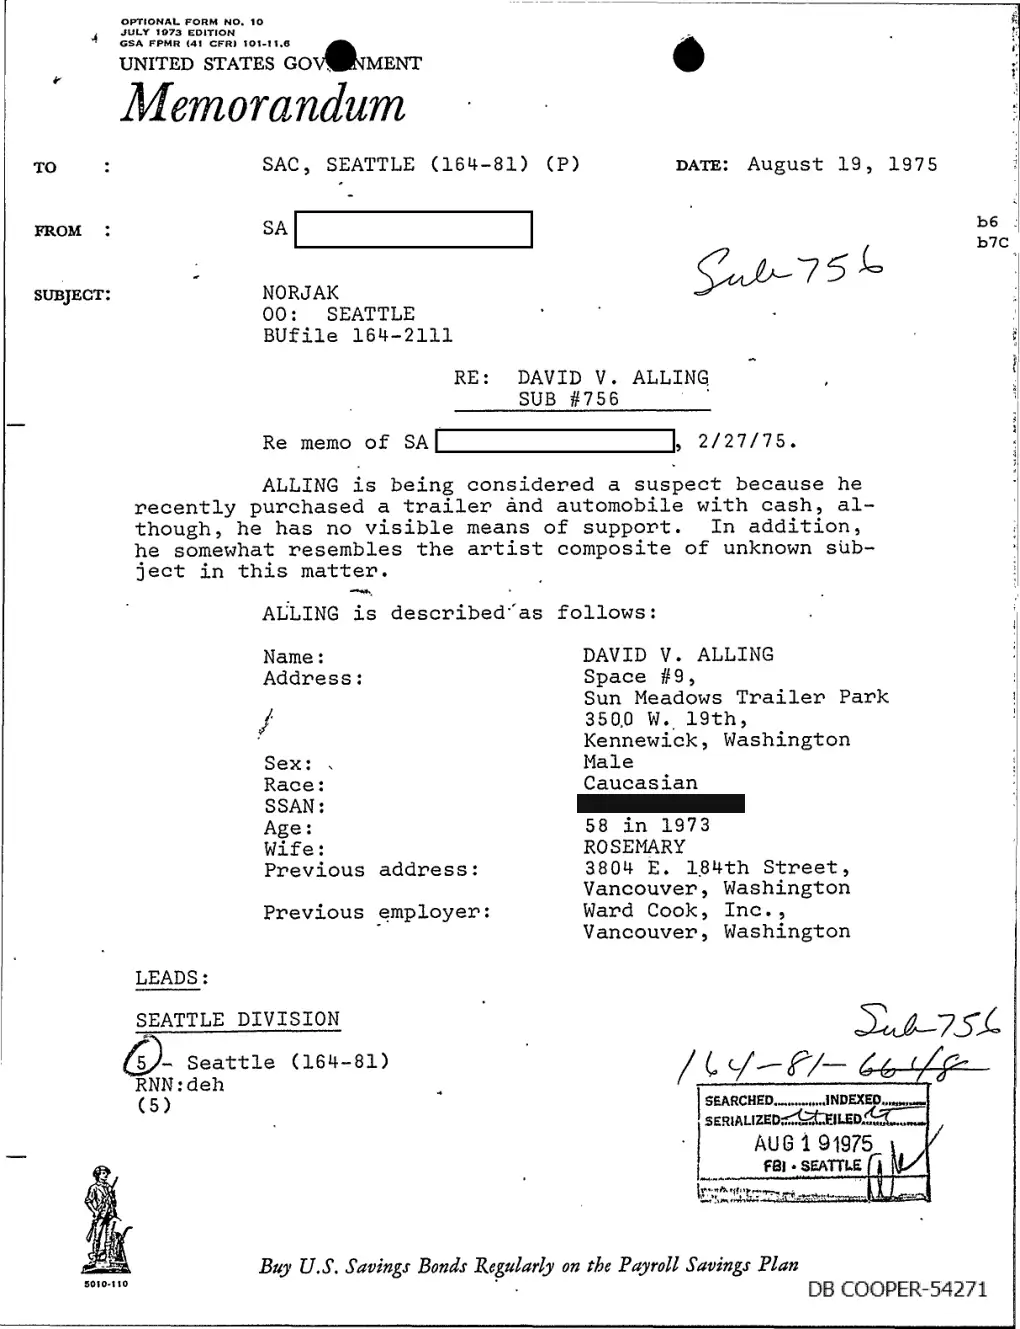 OPTIONAL FORM NO. 10
JULY 1973 EDITION
GSA FPMR (41 CFR) 101-11.6
UNITED STATES GOV NMENT
Memorandum
TO : SAC, SEATTLE (164-81) (P) DATE: August 19, 1975
b6
FROM : SA
b7C
Sub-756
SUBJECT: NORJAK
OO: SEATTLE
BUfile 164-2111
RE: DAVID V. ALLING
SUB #756
Re memo of SA , 2/27/75.
ALLING is being considered a suspect because he
recently purchased a trailer and automobile with cash, al-
though, he has no visible means of support. In addition,
he somewhat resembles the artist composite of unknown sub-
ject in this matter.
ALLING is described as follows:
Name: DAVID V. ALLING
Address: Space #9,
Sun Meadows Trailer Park
3500 W. 19th,
Kennewick, Washington
Sex: Male
Race: Caucasian
SSAN:
Age: 58 in 1973
Wife: ROSEMARY
Previous address: 3804 E. 184th Street,
Vancouver, Washington
Previous employer: Ward Cook, Inc.,
Vancouver, Washington
LEADS:
SEATTLE DIVISION
Sub-756
5 - Seattle (164-81)
164-81-6648
RNN:deh
(5)
SEARCHED INDEXED
SERIALIZED FILED
AUG 19 1975
FBI - SEATTLE
5010-110
Buy U.S. Savings Bonds Regularly on the Payroll Savings Plan
DB COOPER-54271